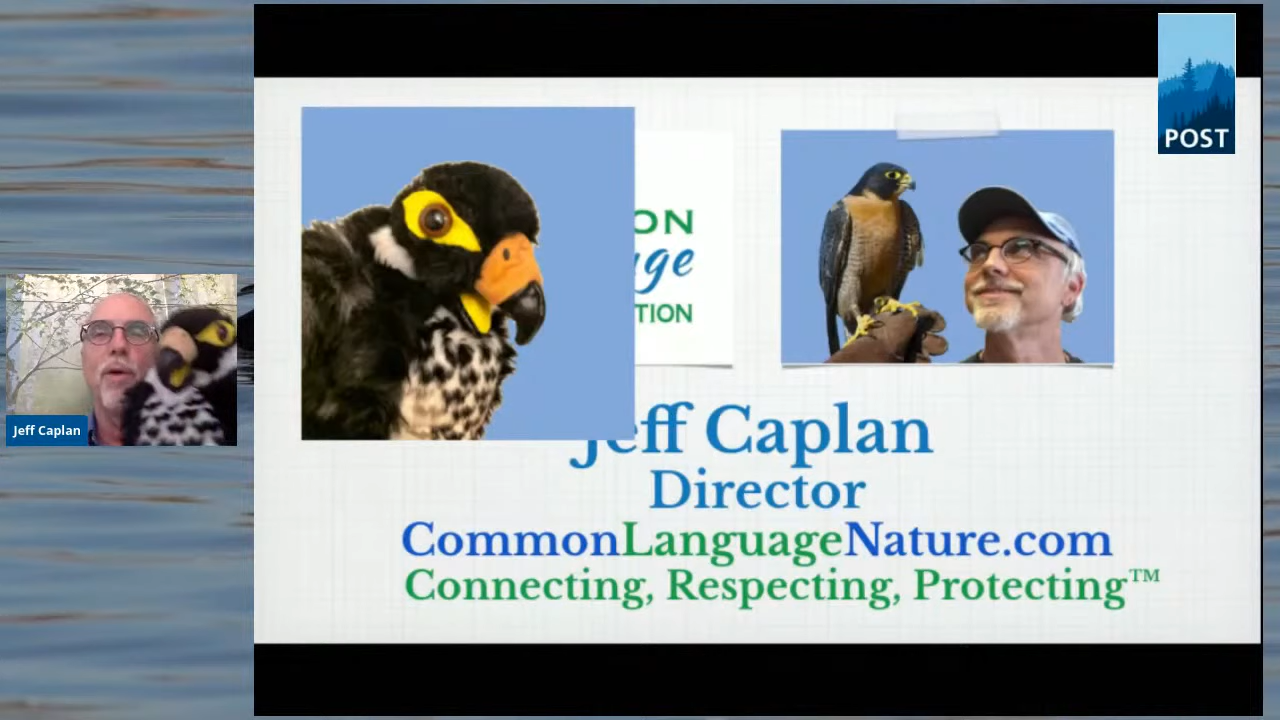 POST
ON
ge
TION
Jeff Caplan
Director
CommonLanguageNature.com
Connecting, Respecting, Protecting™
Jeff Caplan